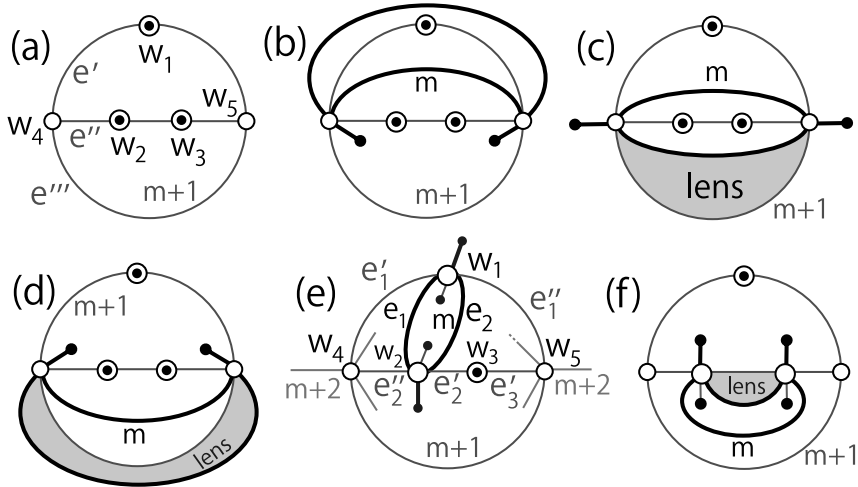 (a)
w₁
e′
w₄
w₅
e″
w₂
w₃
e‴
m+1
(b)
m
m+1
(c)
m
lens
m+1
(d)
m+1
m
lens
(e)
e′₁
w₁
e₁
m
e₂
e″₁
w₄
w₂
w₃
w₅
m+2
e″₂
e′₂
e′₃
m+2
m+1
(f)
lens
m
m+1